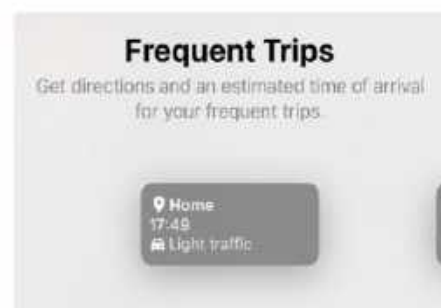 Frequent Trips
Get directions and an estimated time of arrival
for your frequent trips.
Home
17:49
Light traffic